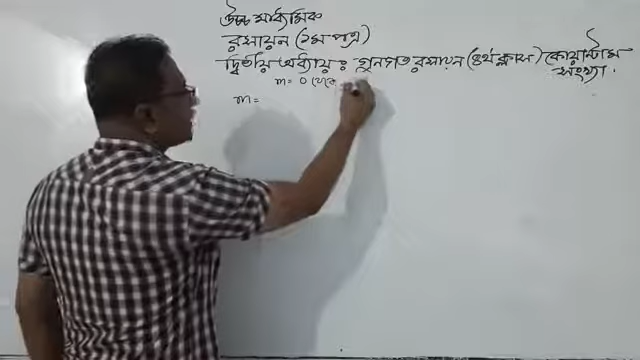 উচ্চ মাধ্যমিক
রসায়ন (১ম পত্র)
দ্বিতীয় অধ্যায় : গুনগত রসায়ন (৪র্থ ক্লাস) কোয়ান্টাম
সংখ্যা
m = 0 থেকে
m =